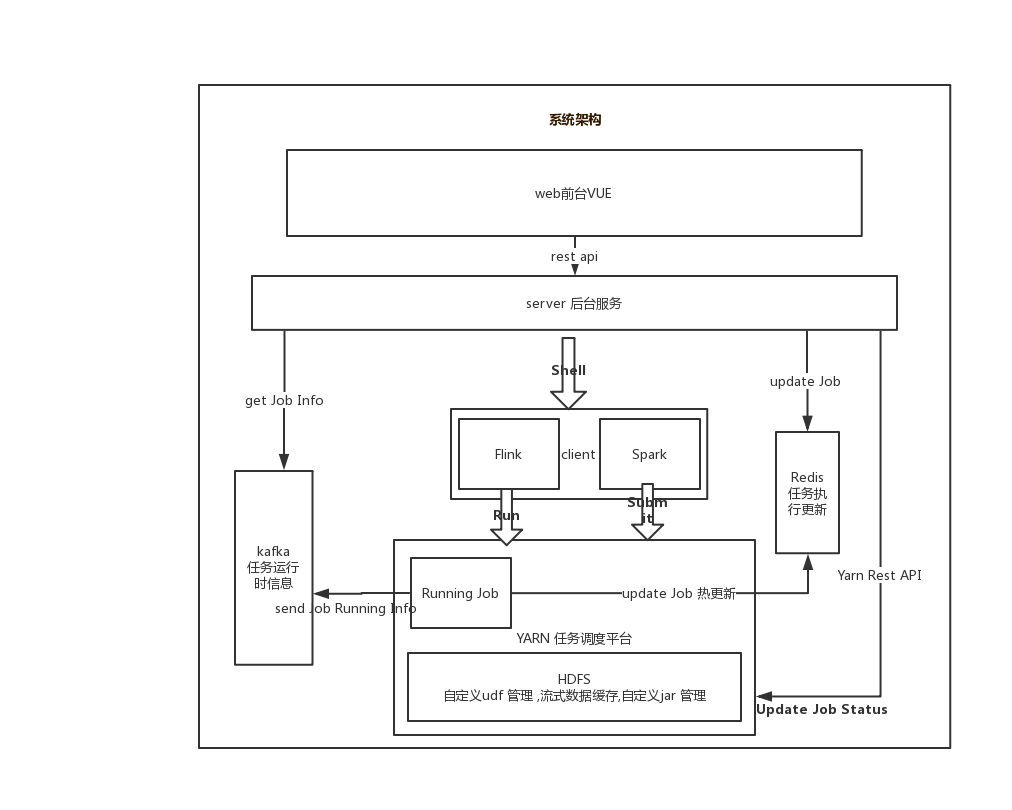 系统架构
web前台VUE
rest api
server 后台服务
Shell
get Job Info
update Job
Flink
client
Spark
Redis
任务执
行更新
Run
Subm
it
kafka
任务运行
时信息
Yarn Rest API
Running Job
update Job 热更新
send Job Running Info
YARN 任务调度平台
HDFS
自定义udf 管理 ,流式数据缓存,自定义jar 管理
Update Job Status